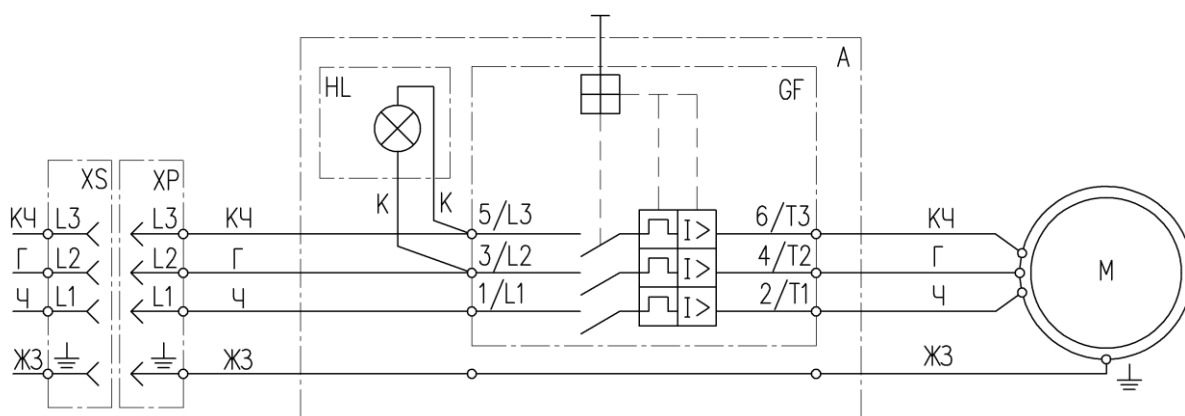 A
HL
GF
XS XP
К К
КЧ L3 L3 КЧ 5/L3 I> 6/T3 КЧ
Г L2 L2 Г 3/L2 I> 4/T2 Г M
Ч L1 L1 Ч 1/L1 I> 2/T1 Ч
ЖЗ ЖЗ ЖЗ